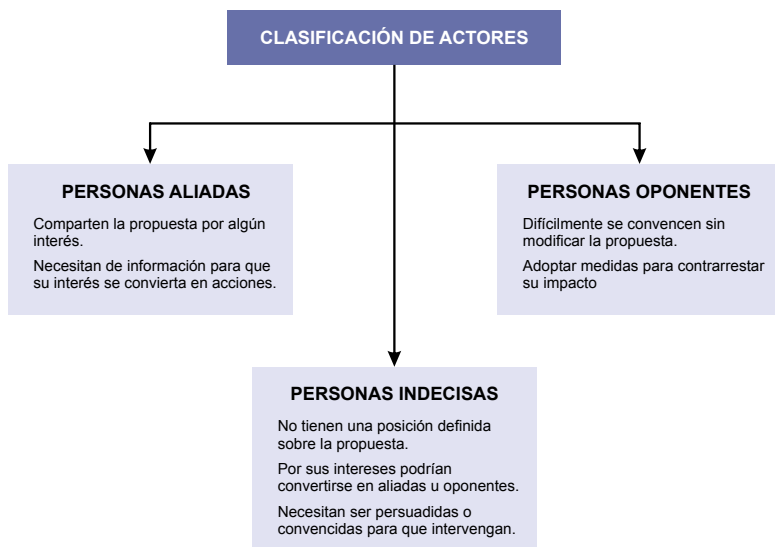 CLASIFICACIÓN DE ACTORES
PERSONAS ALIADAS
Comparten la propuesta por algún
interés.
Necesitan de información para que
su interés se convierta en acciones.
PERSONAS OPONENTES
Difícilmente se convencen sin
modificar la propuesta.
Adoptar medidas para contrarrestar
su impacto
PERSONAS INDECISAS
No tienen una posición definida
sobre la propuesta.
Por sus intereses podrían
convertirse en aliadas u oponentes.
Necesitan ser persuadidas o
convencidas para que intervengan.